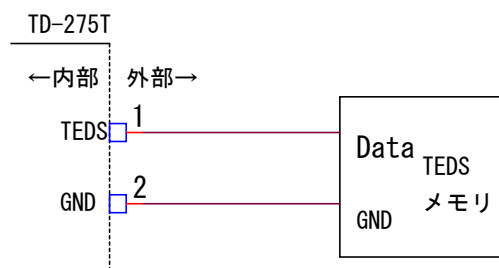 TD-275T
←内部 外部→
TEDS 1 Data
TEDS
メモリ
GND 2 GND